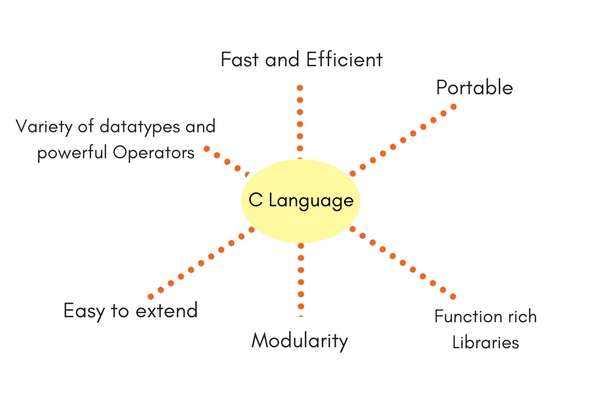 Fast and Efficient
Portable
Variety of datatypes and
powerful Operators
C Language
Easy to extend
Function rich
Libraries
Modularity